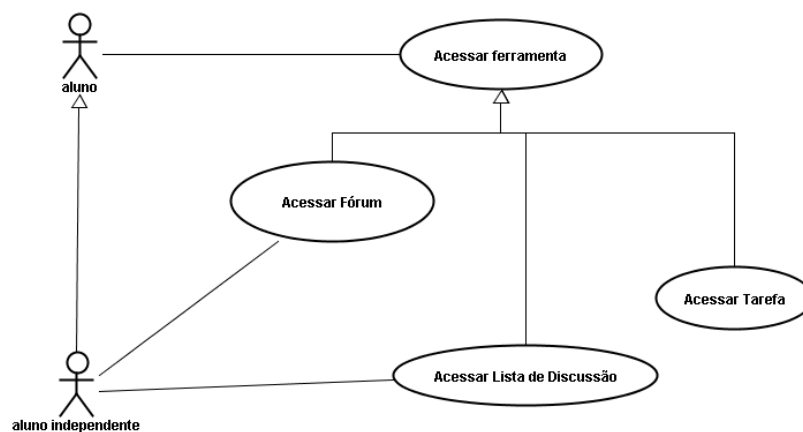 Acessar ferramenta
aluno
Acessar Fórum
Acessar Tarefa
Acessar Lista de Discussão
aluno independente